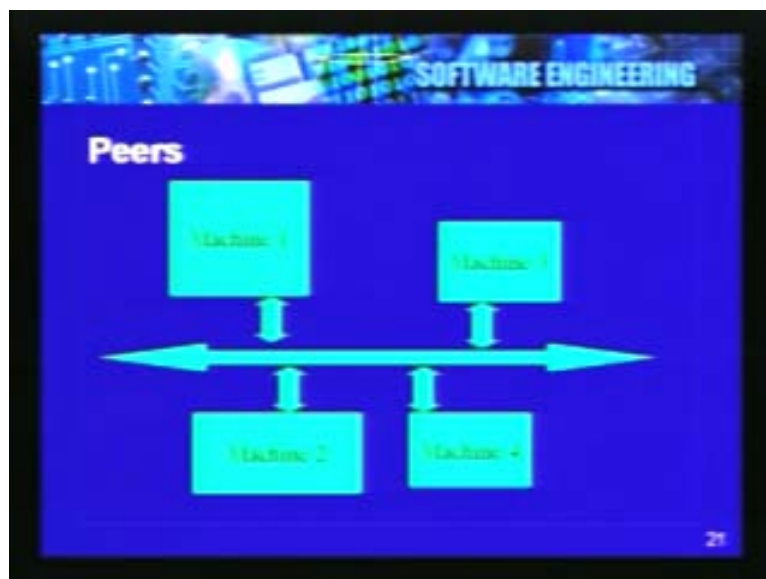 SOFTWARE ENGINEERING
Peers
Machine 1
Machine 3
Machine 2
Machine 4
21